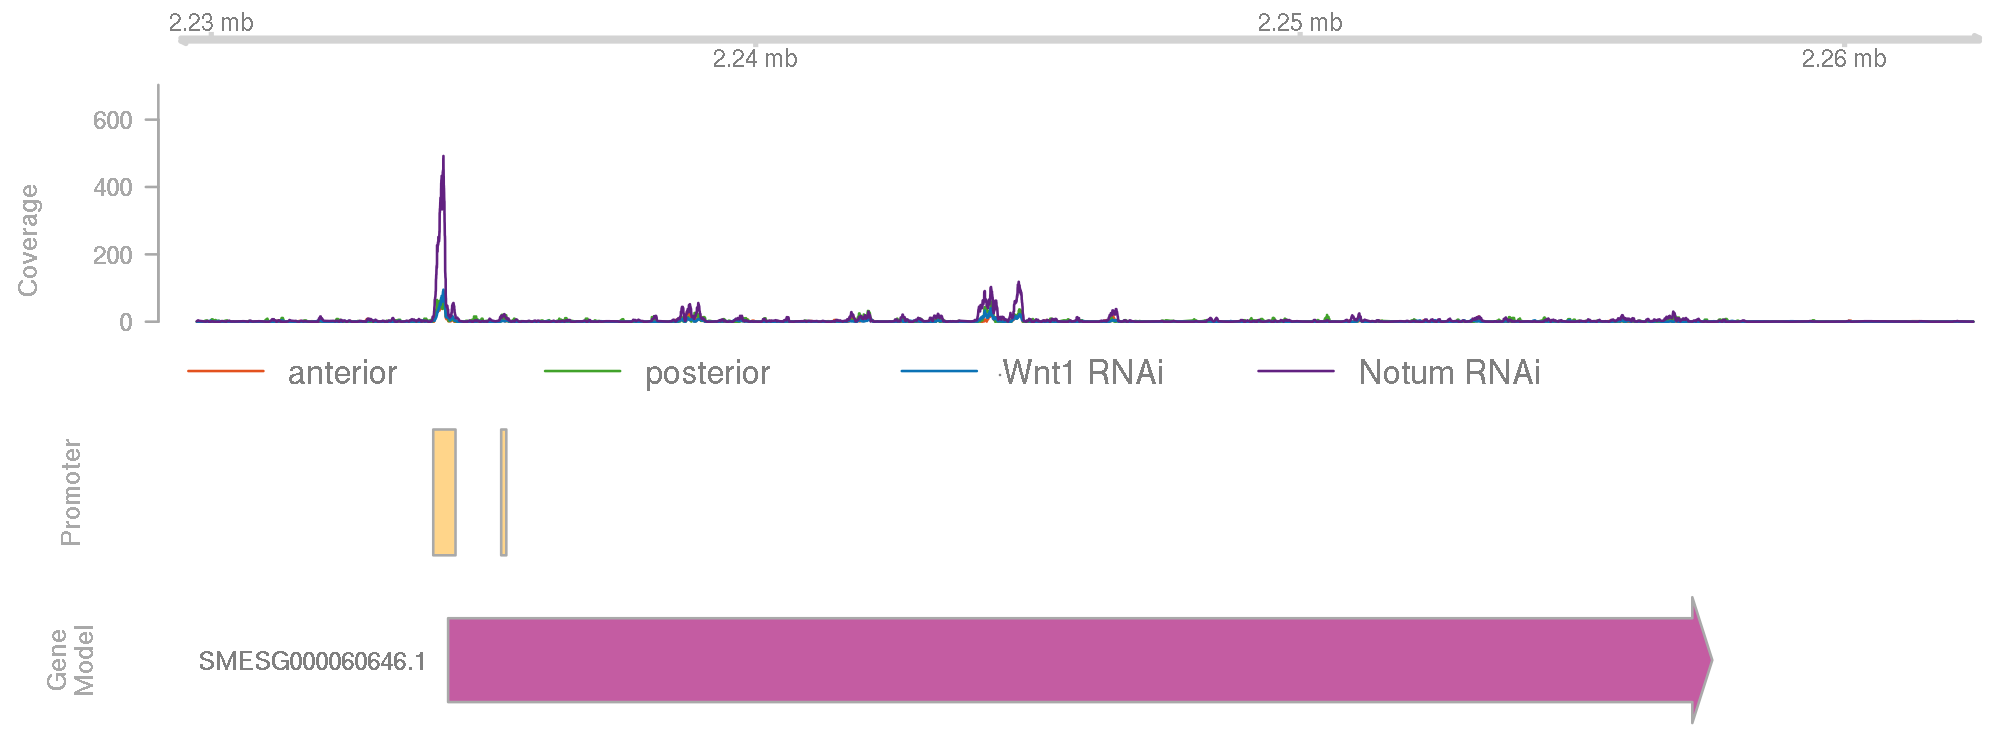 2.23 mb
2.25 mb
2.24 mb
2.26 mb
Coverage
600
400
200
0
anterior
posterior
Wnt1 RNAi
Notum RNAi
Promoter
Gene
Model
SMESG000060646.1